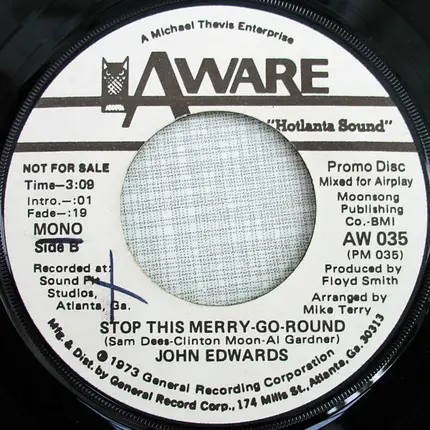 A Michael Thevis Enterprise
AWARE
"Hotlanta Sound"
NOT FOR SALE
Time-3:09
Intro.-:01
Fade-:19
MONO
Side B
Recorded at:
Sound Pit
Studios,
Atlanta, Ga.
Promo Disc
Mixed for Airplay
Moonsong
Publishing
Co.-BMI
AW 035
(PM 035)
Produced by
Floyd Smith
Arranged by
Mike Terry
STOP THIS MERRY-GO-ROUND
(Sam Dees-Clinton Moon-Al Gardner)
JOHN EDWARDS
℗ 1973 General Recording Corporation
Mfg. & Dist. by General Record Corp., 174 Mills St., Atlanta, Ga. 30313